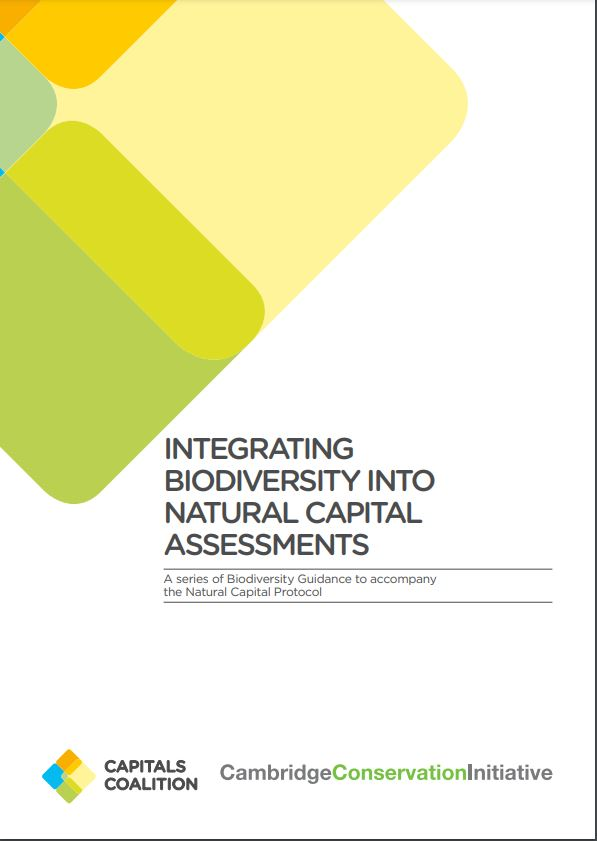 INTEGRATING
BIODIVERSITY INTO
NATURAL CAPITAL
ASSESSMENTS
A series of Biodiversity Guidance to accompany
the Natural Capital Protocol
CAPITALS
COALITION
CambridgeConservationInitiative